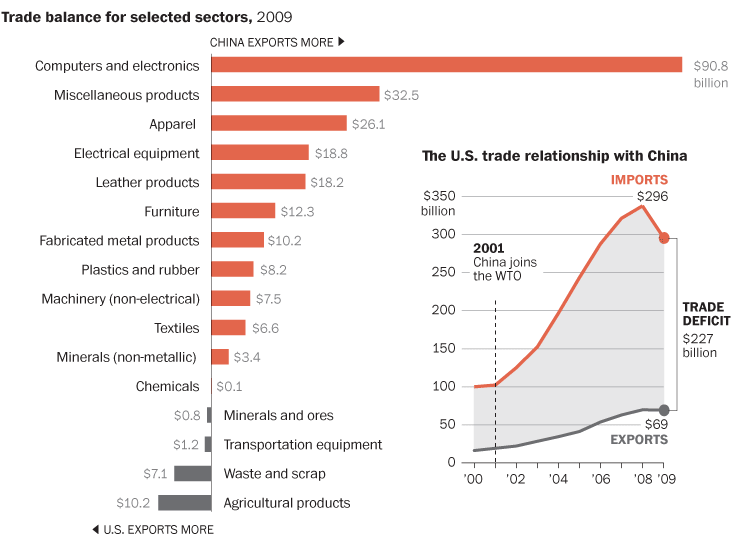 Trade balance for selected sectors, 2009
CHINA EXPORTS MORE
Computers and electronics $90.8 billion
Miscellaneous products $32.5
Apparel $26.1
Electrical equipment $18.8
Leather products $18.2
Furniture $12.3
Fabricated metal products $10.2
Plastics and rubber $8.2
Machinery (non-electrical) $7.5
Textiles $6.6
Minerals (non-metallic) $3.4
Chemicals $0.1
$0.8 Minerals and ores
$1.2 Transportation equipment
$7.1 Waste and scrap
$10.2 Agricultural products
U.S. EXPORTS MORE
The U.S. trade relationship with China
IMPORTS
$296
$350
billion
300
250
200
150
100
50
0
2001
China joins
the WTO
TRADE
DEFICIT
$227
billion
$69
EXPORTS
'00 '02 '04 '06 '08 '09